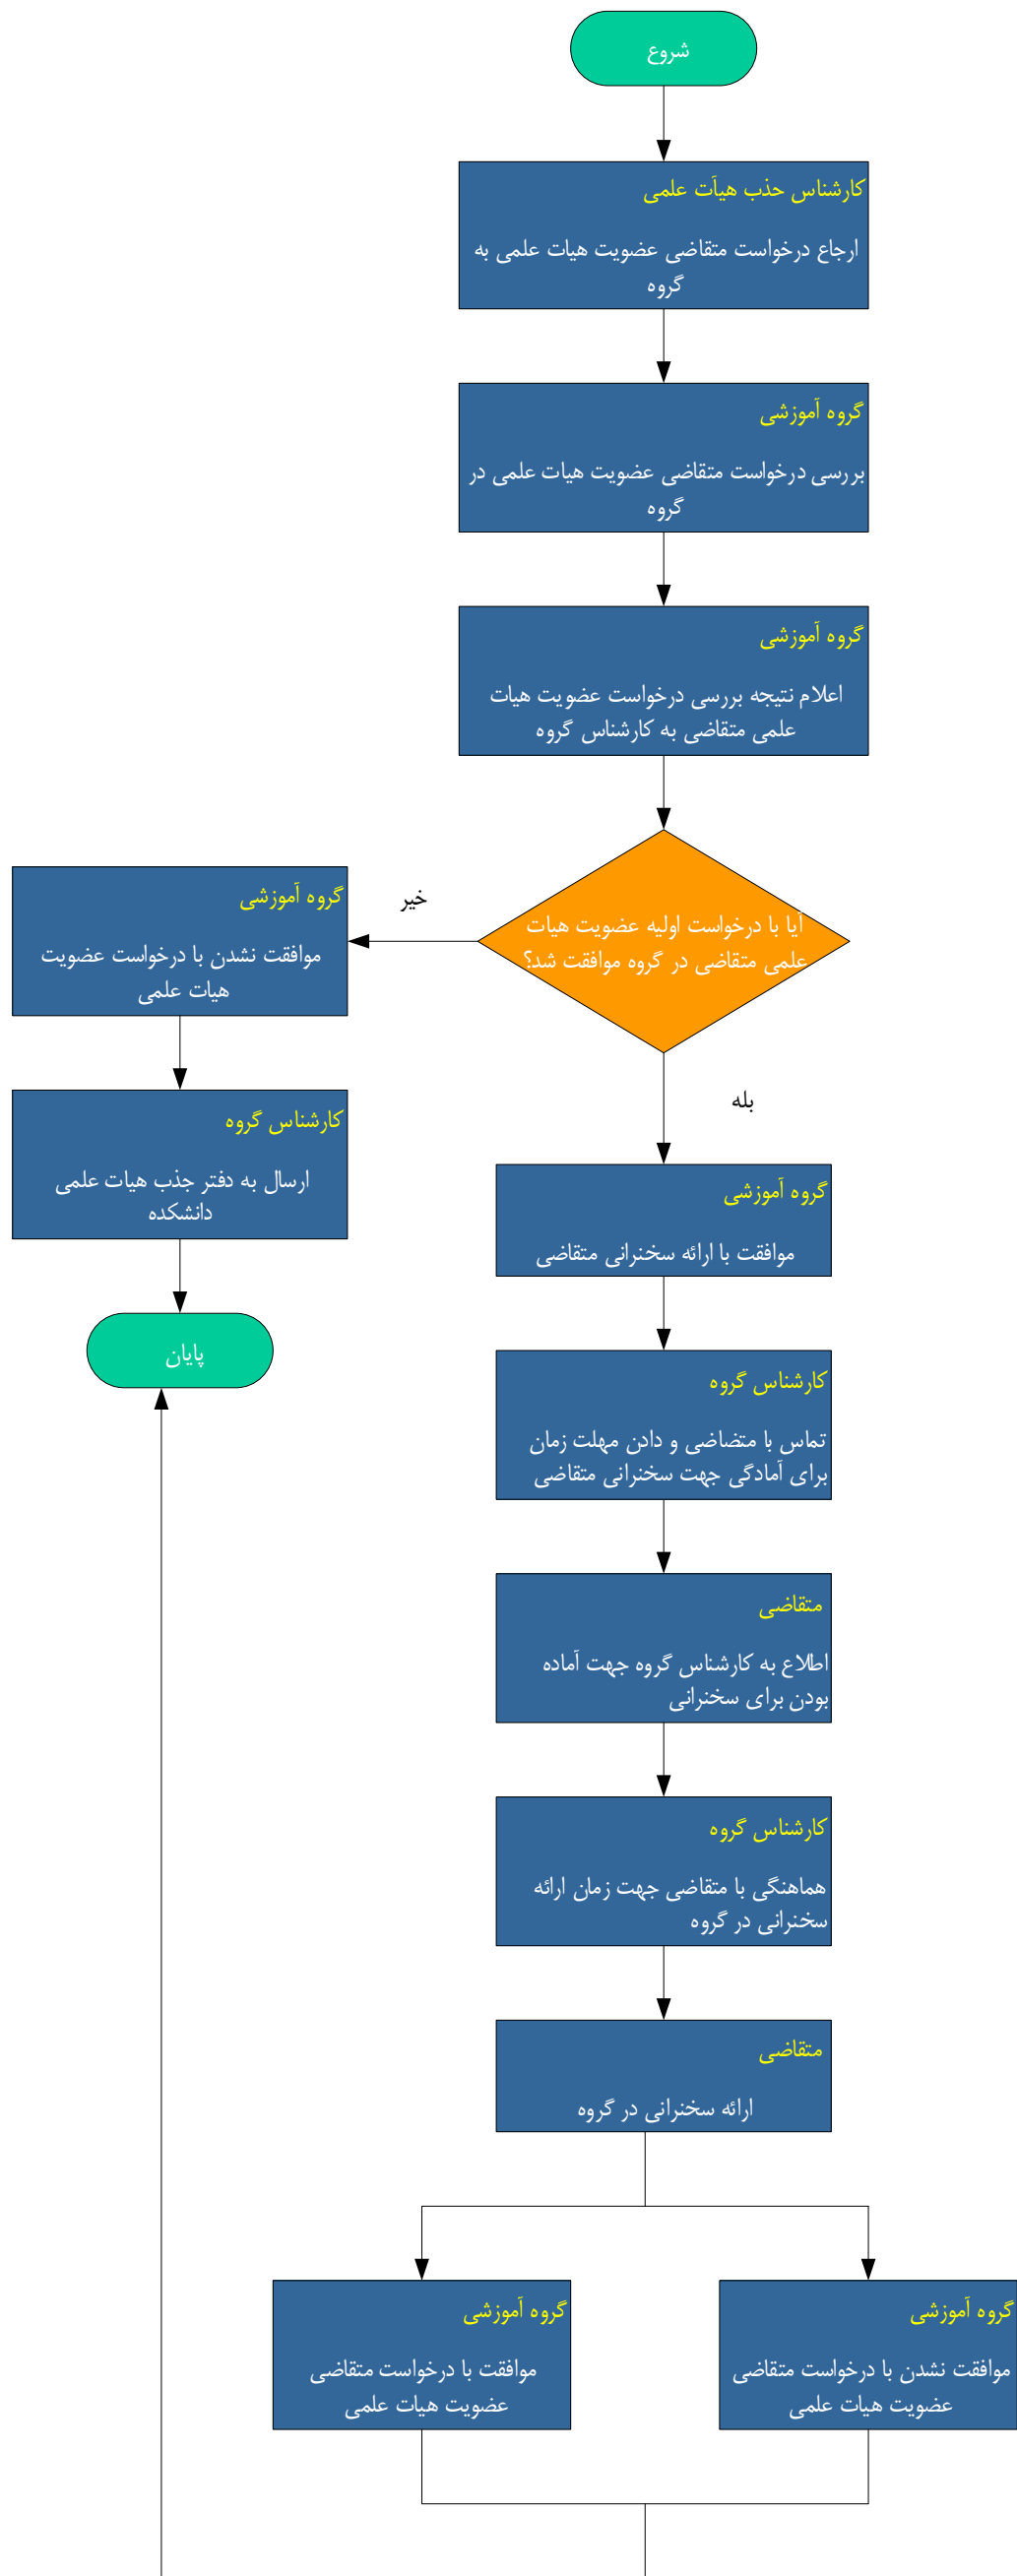 شروع
کارشناس حذب هیأت علمی
ارجاع درخواست متقاضی عضویت هیات علمی به
گروه
گروه آموزشی
بررسی درخواست متقاضی عضویت هیات علمی در
گروه
گروه آموزشی
اعلام نتیجه بررسی درخواست عضویت هیات
علمی متقاضی به کارشناس گروه
آیا با درخواست اولیه عضویت هیات
علمی متقاضی در گروه موافقت شد؟
خیر
گروه آموزشی
موافقت نشدن با درخواست عضویت
هیات علمی
کارشناس گروه
ارسال به دفتر جذب هیات علمی
دانشکده
پایان
بله
گروه آموزشی
موافقت با ارائه سخنرانی متقاضی
کارشناس گروه
تماس با متضاضی و دادن مهلت زمان
برای آمادگی جهت سخنرانی متقاضی
متقاضی
اطلاع به کارشناس گروه جهت آماده
بودن برای سخنرانی
کارشناس گروه
هماهنگی با متقاضی جهت زمان ارائه
سخنرانی در گروه
متقاضی
ارائه سخنرانی در گروه
گروه آموزشی
موافقت نشدن با درخواست متقاضی
عضویت هیات علمی
گروه آموزشی
موافقت با درخواست متقاضی
عضویت هیات علمی